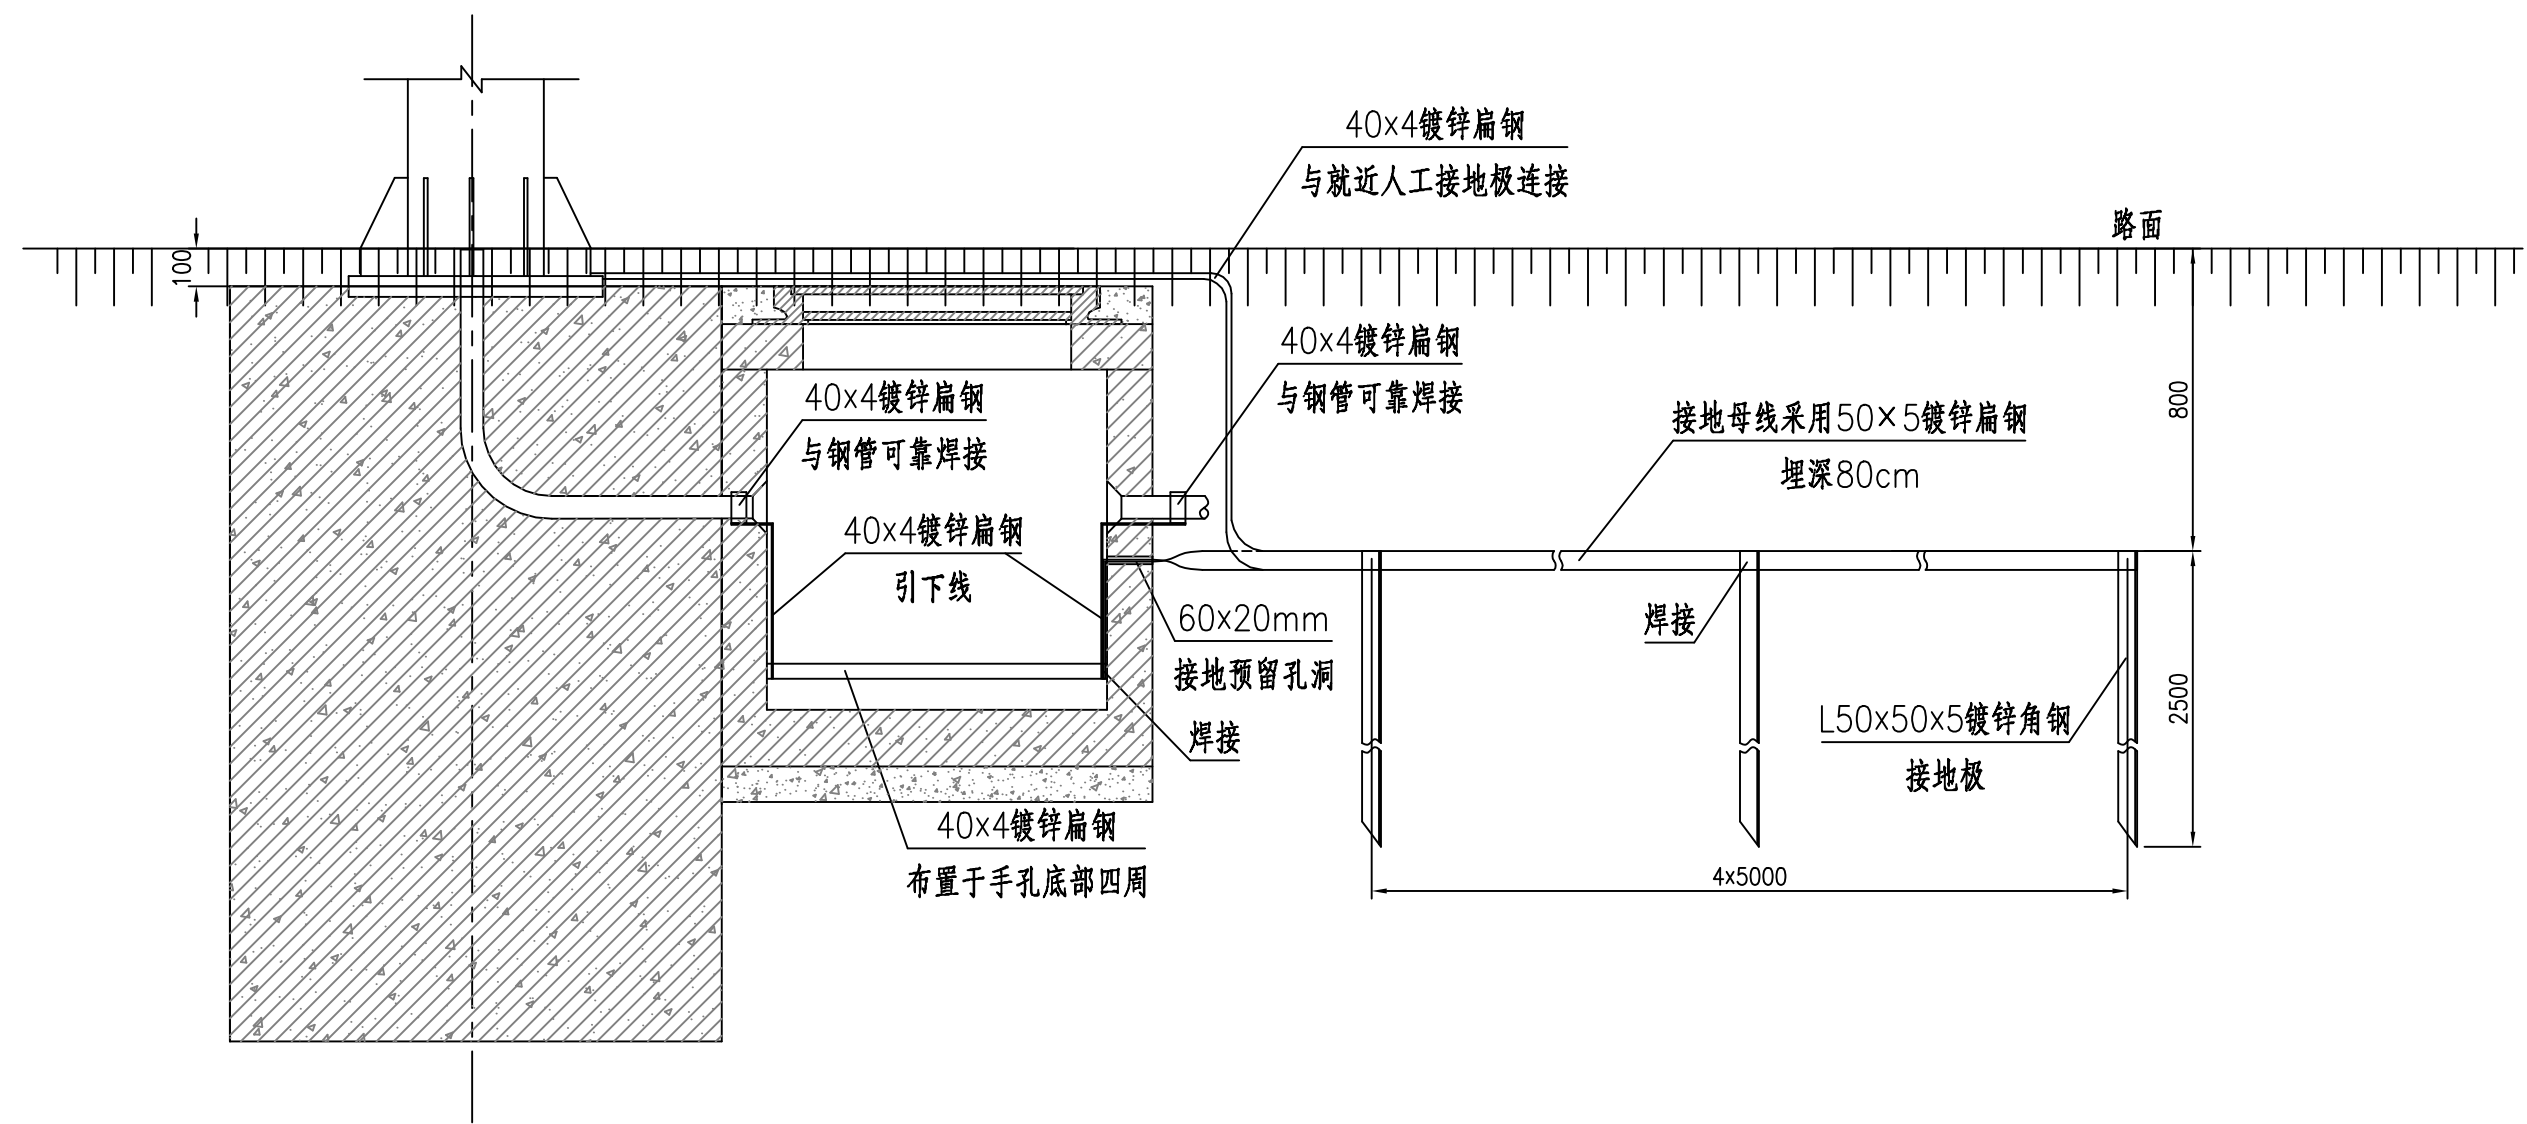 40x4镀锌扁钢
与就近人工接地极连接
路面
100
40x4镀锌扁钢
与钢管可靠焊接
40x4镀锌扁钢
与钢管可靠焊接
800
接地母线采用50×5镀锌扁钢
埋深80cm
40x4镀锌扁钢
引下线
60x20mm
接地预留孔洞
焊接
焊接
L50x50x5镀锌角钢
接地极
2500
40x4镀锌扁钢
布置于手孔底部四周
4x5000